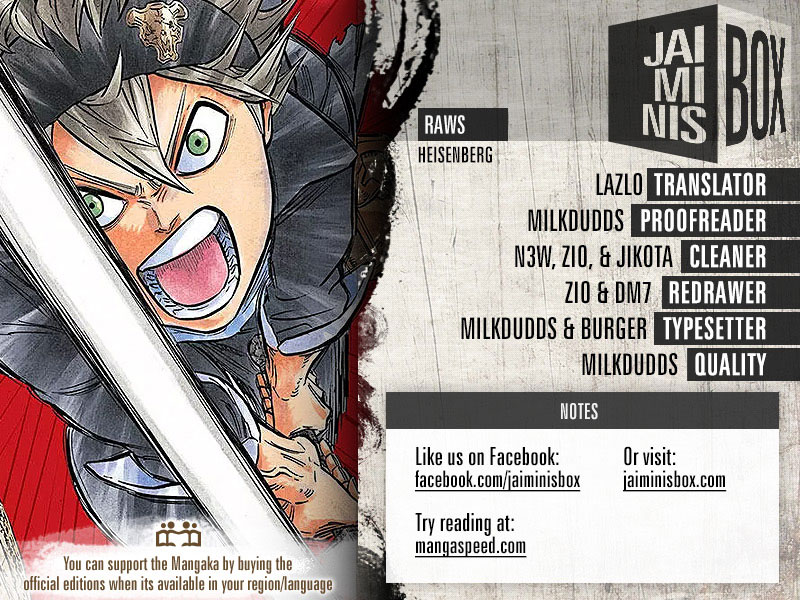 JAI
MI
NIS
BOX
RAWS
HEISENBERG
LAZLO TRANSLATOR
MILKDUDDS PROOFREADER
N3W, ZIO, & JIKOTA CLEANER
ZIO & DM7 REDRAWER
MILKDUDDS & BURGER TYPESETTER
MILKDUDDS QUALITY
NOTES
Like us on Facebook:
facebook.com/jaiminisbox
Or visit:
jaiminisbox.com
Try reading at:
mangaspeed.com
You can support the Mangaka by buying the
official editions when its available in your region/language